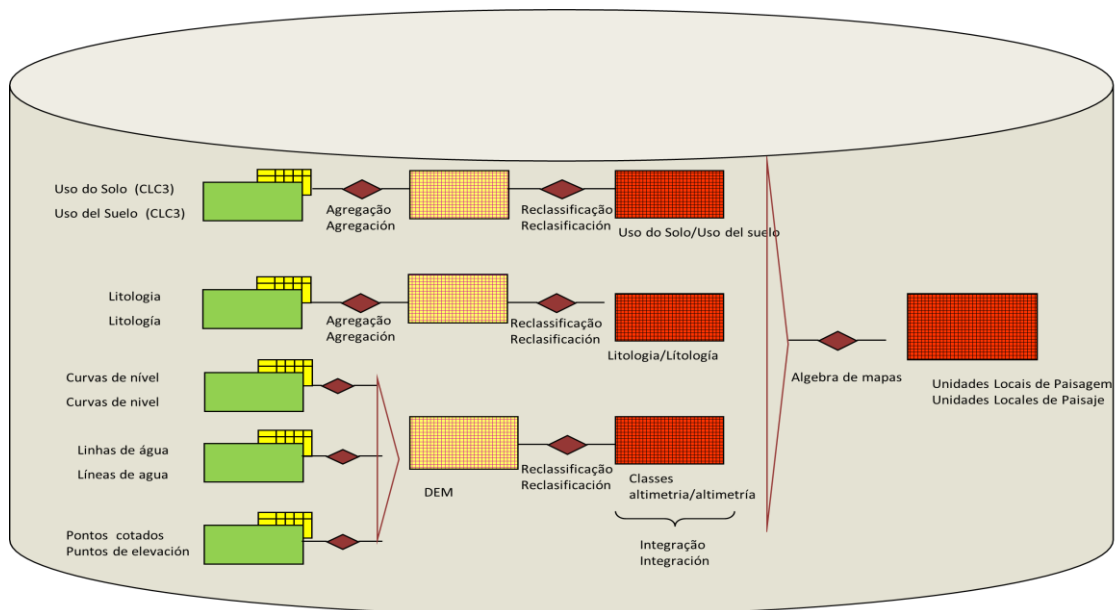 Uso do Solo (CLC3)
Uso del Suelo (CLC3)
Agregação
Agregación
Reclassificação
Reclasificación
Uso do Solo/Uso del suelo
Litologia
Litología
Agregação
Agregación
Reclassificação
Reclasificación
Litologia/Lítología
Curvas de nível
Curvas de nivel
Linhas de água
Líneas de agua
Pontos cotados
Puntos de elevación
DEM
Reclassificação
Reclasificación
Classes
altimetria/altimetría
Integração
Integración
Algebra de mapas
Unidades Locais de Paisagem
Unidades Locales de Paisaje